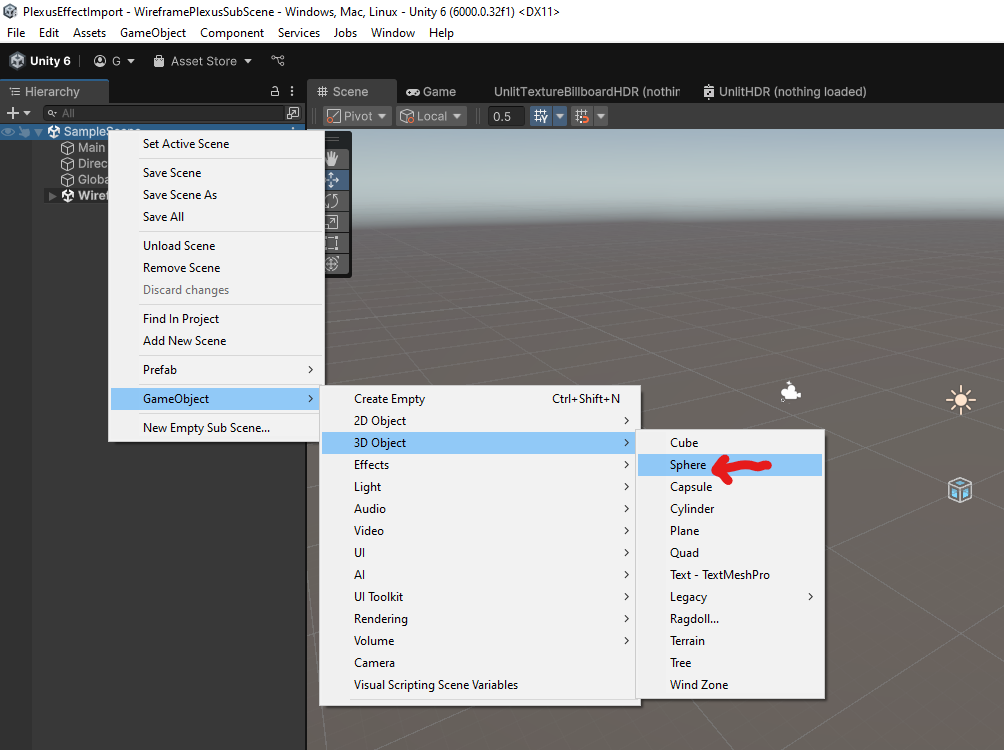 PlexusEffectImport - WireframePlexusSubScene - Windows, Mac, Linux - Unity 6 (6000.0.32f1) <DX11>
File Edit Assets GameObject Component Services Jobs Window Help
Unity 6 G Asset Store
Hierarchy
All
Scene Game UnlitTextureBillboardHDR (nothin UnlitHDR (nothing loaded)
Pivot Local 0.5
SampleScene
Main
Direc
Globa
Wiref
Set Active Scene
Save Scene
Save Scene As
Save All
Unload Scene
Remove Scene
Discard changes
Find In Project
Add New Scene
Prefab
GameObject
New Empty Sub Scene...
Create Empty Ctrl+Shift+N
2D Object
3D Object
Effects
Light
Audio
Video
UI
AI
UI Toolkit
Rendering
Volume
Camera
Visual Scripting Scene Variables
Cube
Sphere
Capsule
Cylinder
Plane
Quad
Text - TextMeshPro
Legacy
Ragdoll...
Terrain
Tree
Wind Zone